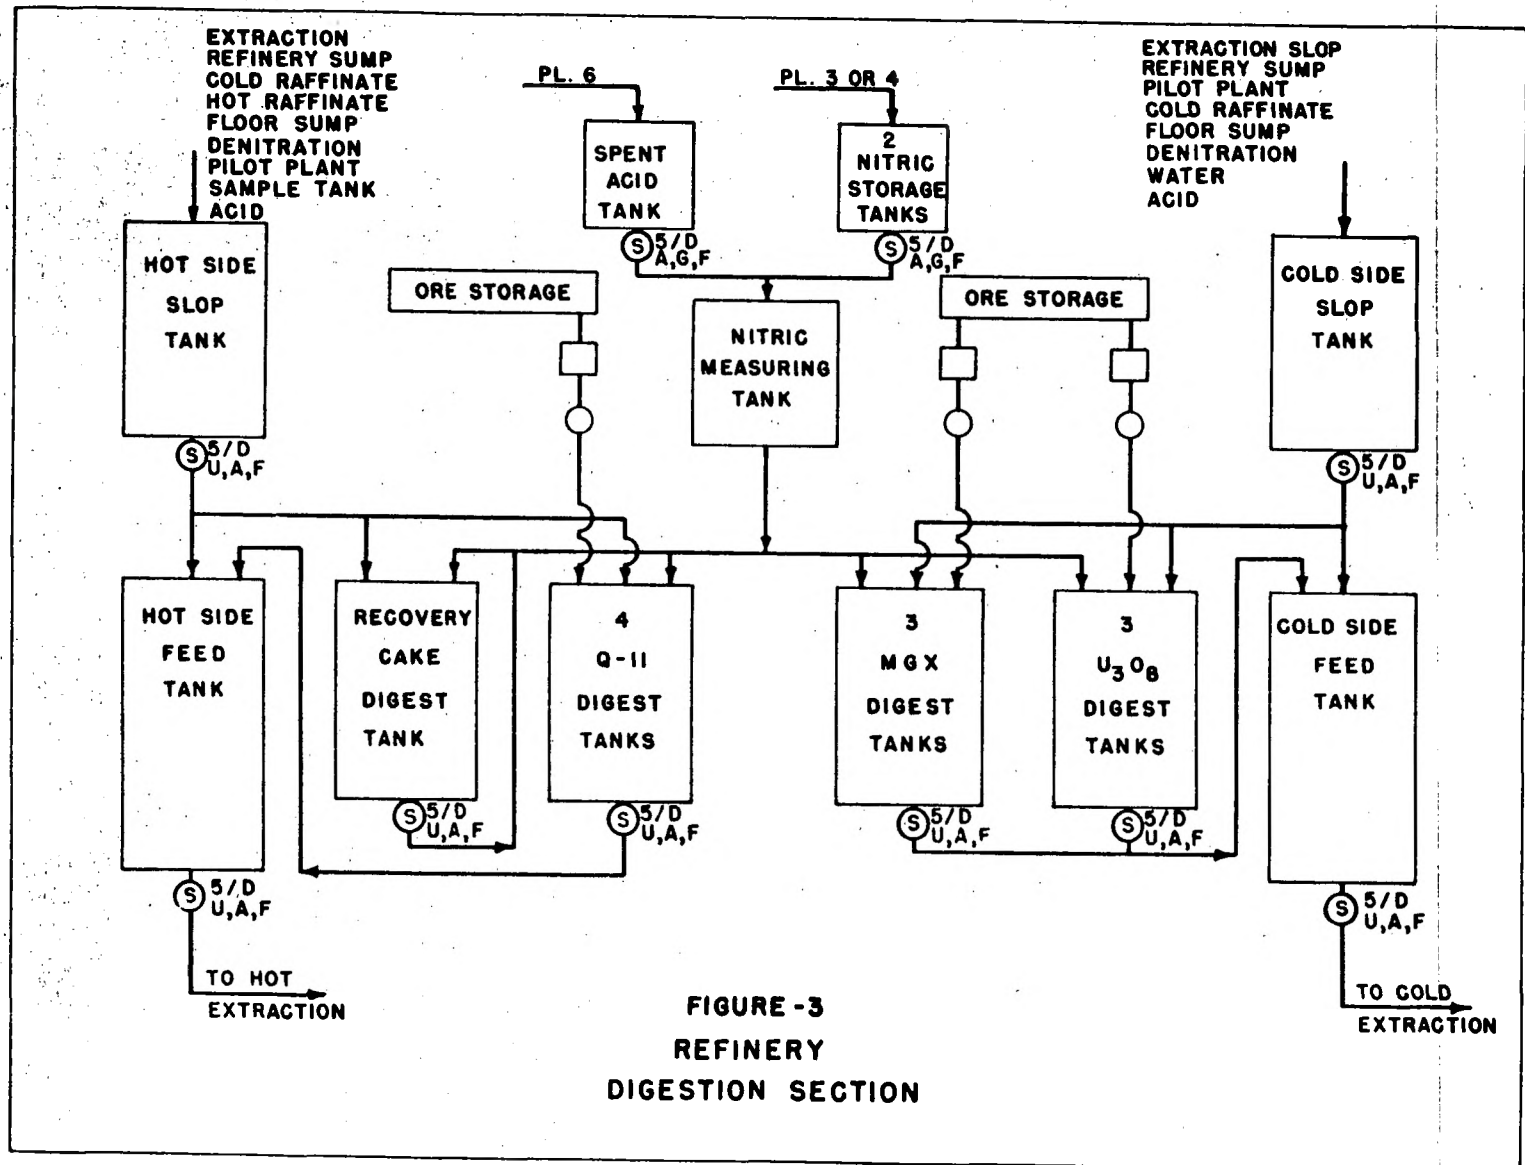 EXTRACTION
REFINERY SUMP
COLD RAFFINATE
HOT RAFFINATE
FLOOR SUMP
DENITRATION
PILOT PLANT
SAMPLE TANK
ACID
PL. 6
PL. 3 OR 4
EXTRACTION SLOP
REFINERY SUMP
PILOT PLANT
COLD RAFFINATE
FLOOR SUMP
DENITRATION
WATER
ACID
SPENT
ACID
TANK
2
NITRIC
STORAGE
TANKS
S 5/D
A,G,F
S 5/D
A,G,F
HOT SIDE
SLOP
TANK
ORE STORAGE
NITRIC
MEASURING
TANK
ORE STORAGE
COLD SIDE
SLOP
TANK
S 5/D
U,A,F
S 5/D
U,A,F
HOT SIDE
FEED
TANK
RECOVERY
CAKE
DIGEST
TANK
4
Q-11
DIGEST
TANKS
3
MGX
DIGEST
TANKS
3
U3O8
DIGEST
TANKS
COLD SIDE
FEED
TANK
S 5/D
U,A,F
S 5/D
U,A,F
S 5/D
U,A,F
S 5/D
U,A,F
S 5/D
U,A,F
S 5/D
U,A,F
TO HOT
EXTRACTION
TO COLD
EXTRACTION
FIGURE-3
REFINERY
DIGESTION SECTION